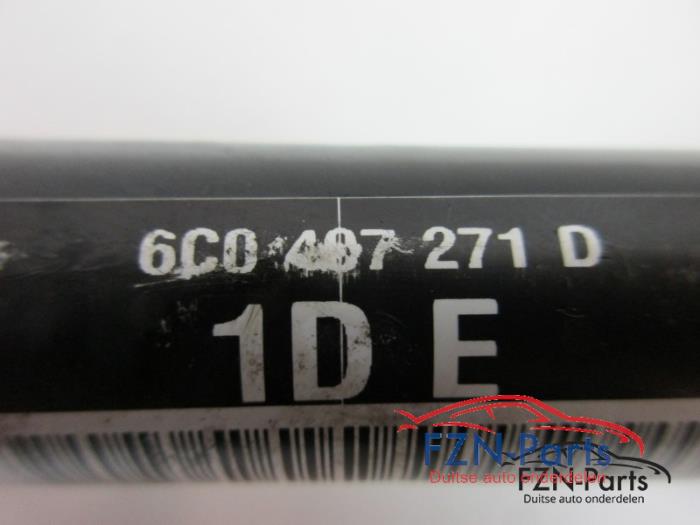 6C0 407 271 D
1D E
FZN-Parts
Duitse auto onderdelen
FZN-Parts
Duitse auto onderdelen